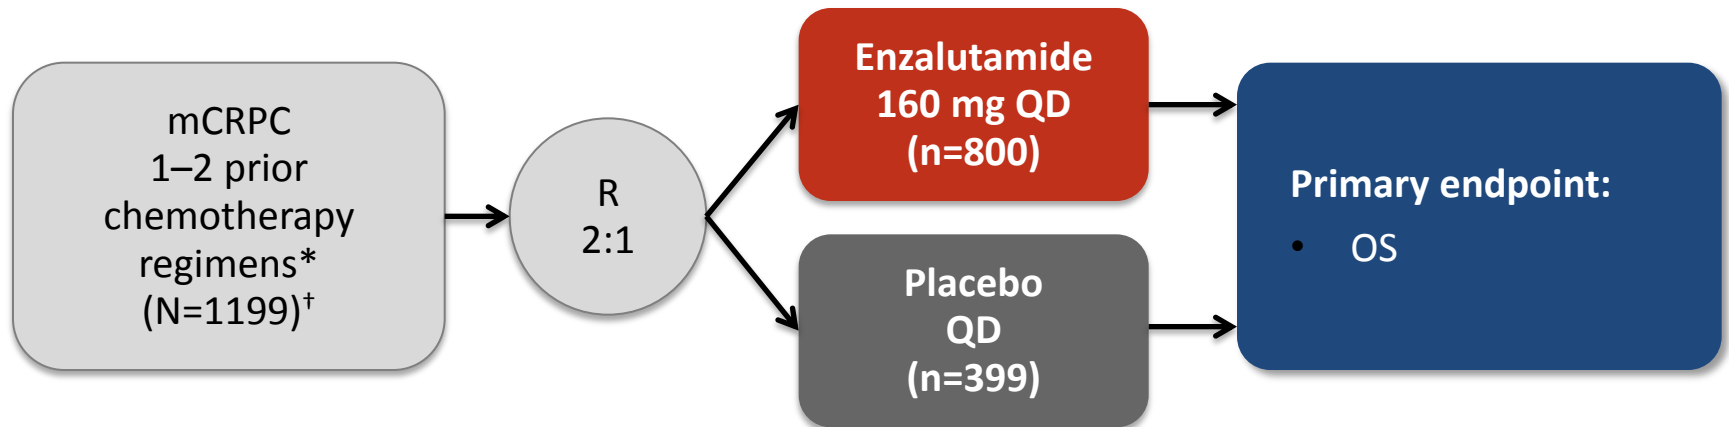 mCRPC
1–2 prior
chemotherapy
regimens*
(N=1199)†
R
2:1
Enzalutamide
160 mg QD
(n=800)
Placebo
QD
(n=399)
Primary endpoint:
• OS